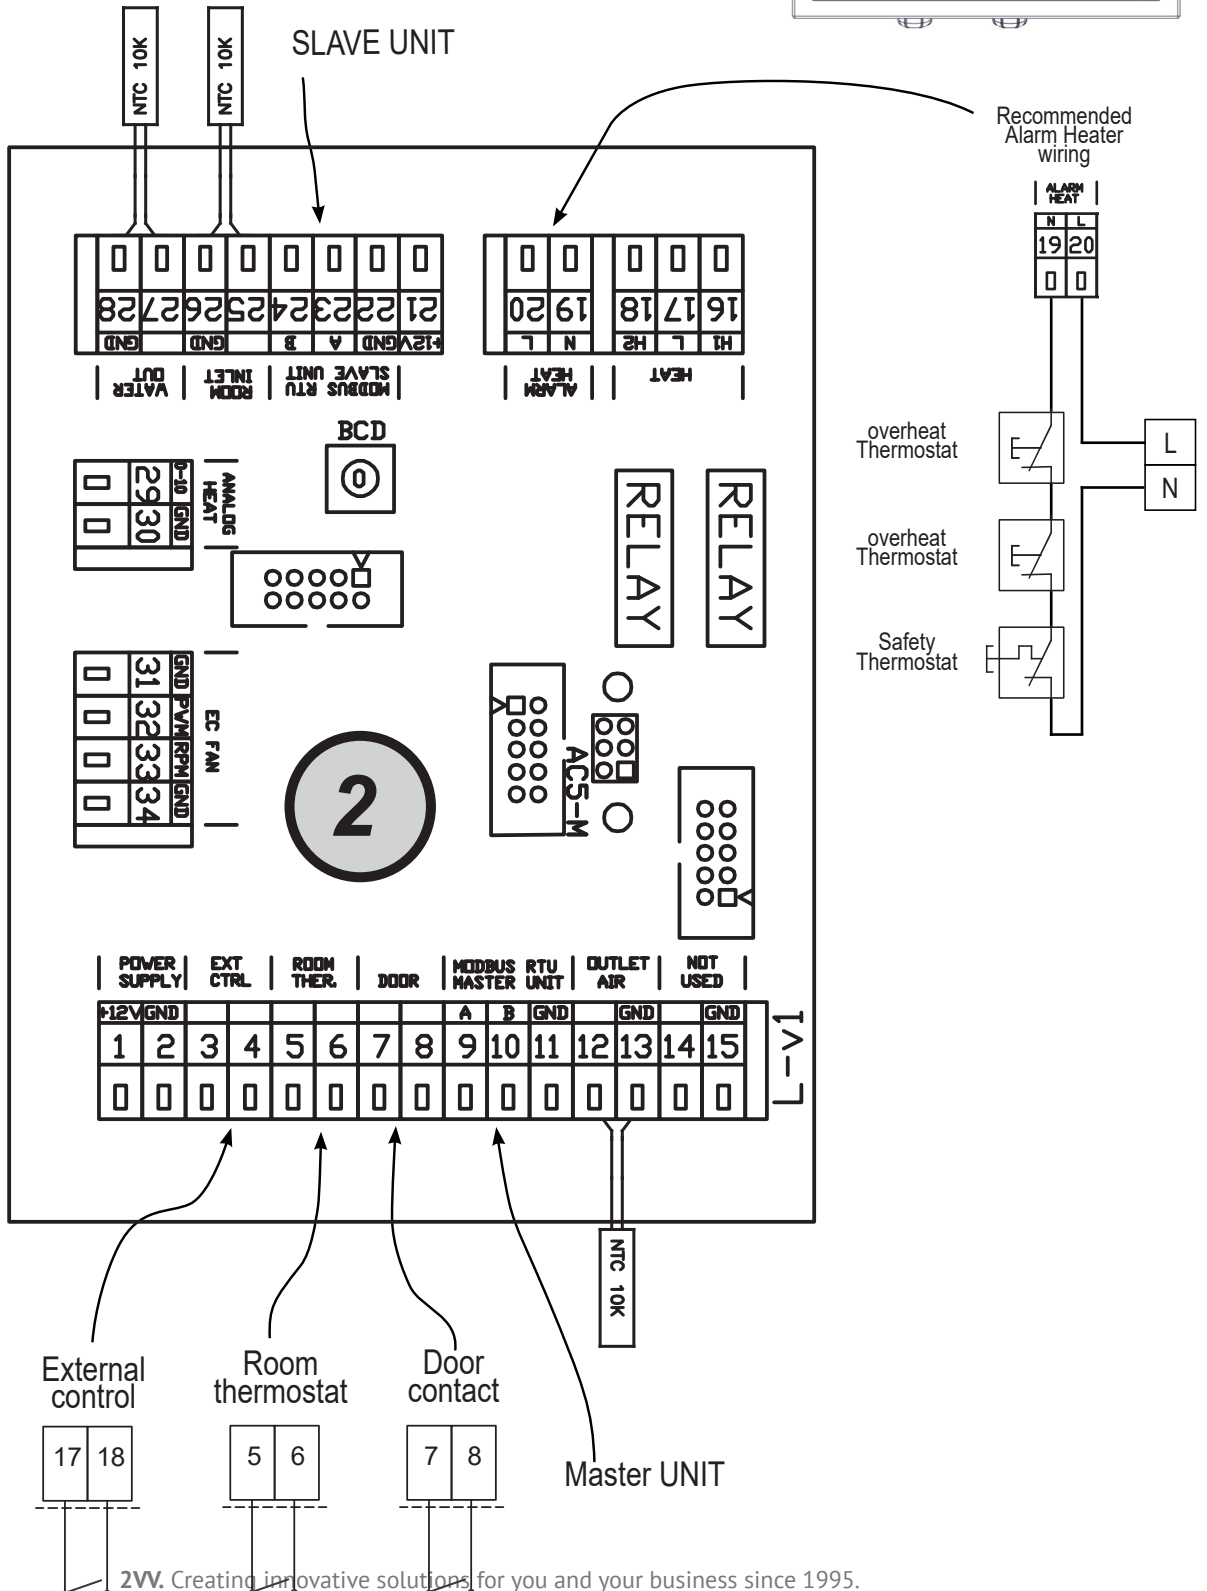 NTC 10K
NTC 10K
SLAVE UNIT
Recommended
Alarm Heater
wiring
ALARM
HEAT
N L
19 20
28 27 26 25 24 23 22 21
GND GND B A GND +12V
WATER
OUT
ROOM
INLET
MODBUS RTU
SLAVE UNIT
20 19 18 17 16
L N H2 L H1
ALARM
HEAT
HEAT
BCD
0
29 0-10
30 GND
ANALOG
HEAT
RELAY
RELAY
overheat
Thermostat
L
N
overheat
Thermostat
Safety
Thermostat
31 GND
32 PWM
33 RPM
34 GND
EC FAN
2
AC5-M
POWER
SUPPLY
EXT
CTRL
ROOM
THER.
DOOR
MODBUS RTU
MASTER UNIT
OUTLET
AIR
NOT
USED
+12V GND A B GND GND GND
1 2 3 4 5 6 7 8 9 10 11 12 13 14 15
L-v1
NTC 10K
External
control
Room
thermostat
Door
contact
17 18
5 6
7 8
Master UNIT
2VV. Creating innovative solutions for you and your business since 1995.